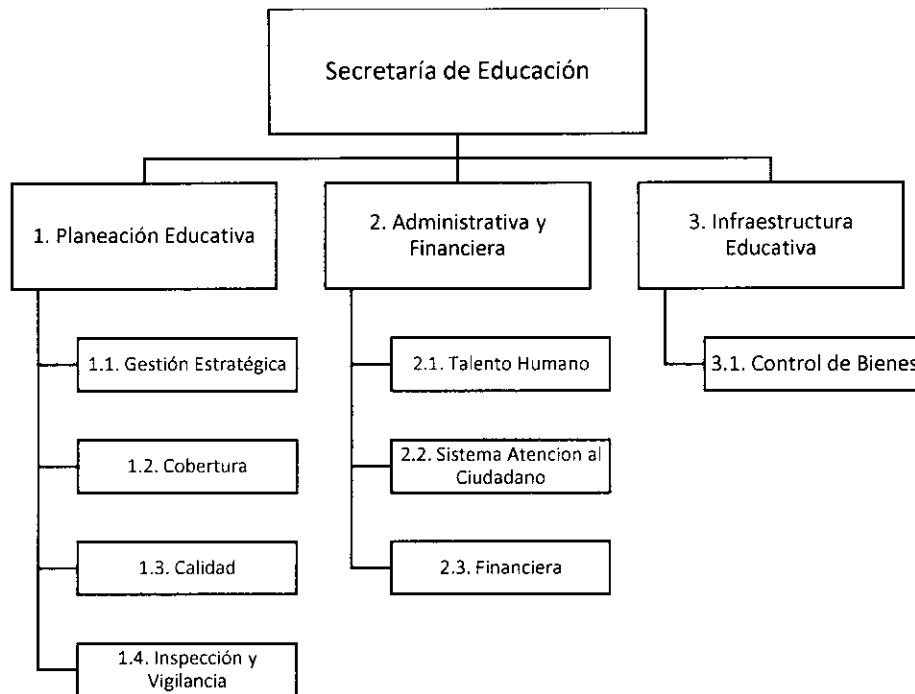 Secretaría de Educación
1. Planeación Educativa
2. Administrativa y
Financiera
3. Infraestructura
Educativa
1.1. Gestión Estratégica
1.2. Cobertura
1.3. Calidad
1.4. Inspección y
Vigilancia
2.1. Talento Humano
2.2. Sistema Atencion al
Ciudadano
2.3. Financiera
3.1. Control de Bienes